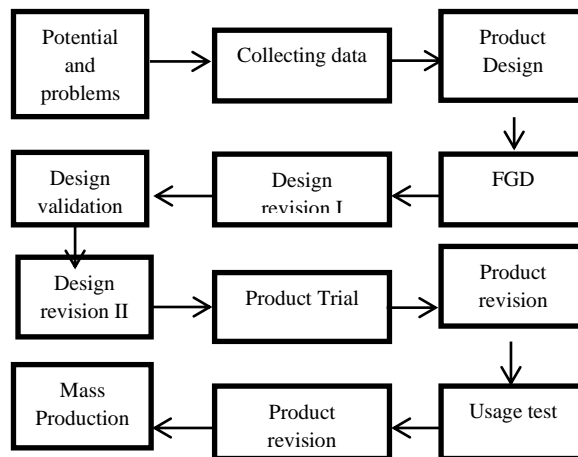 Potential
and
problems
Collecting data
Product
Design
FGD
Design
revision I
Design
validation
Design
revision II
Product Trial
Product
revision
Usage test
Product
revision
Mass
Production